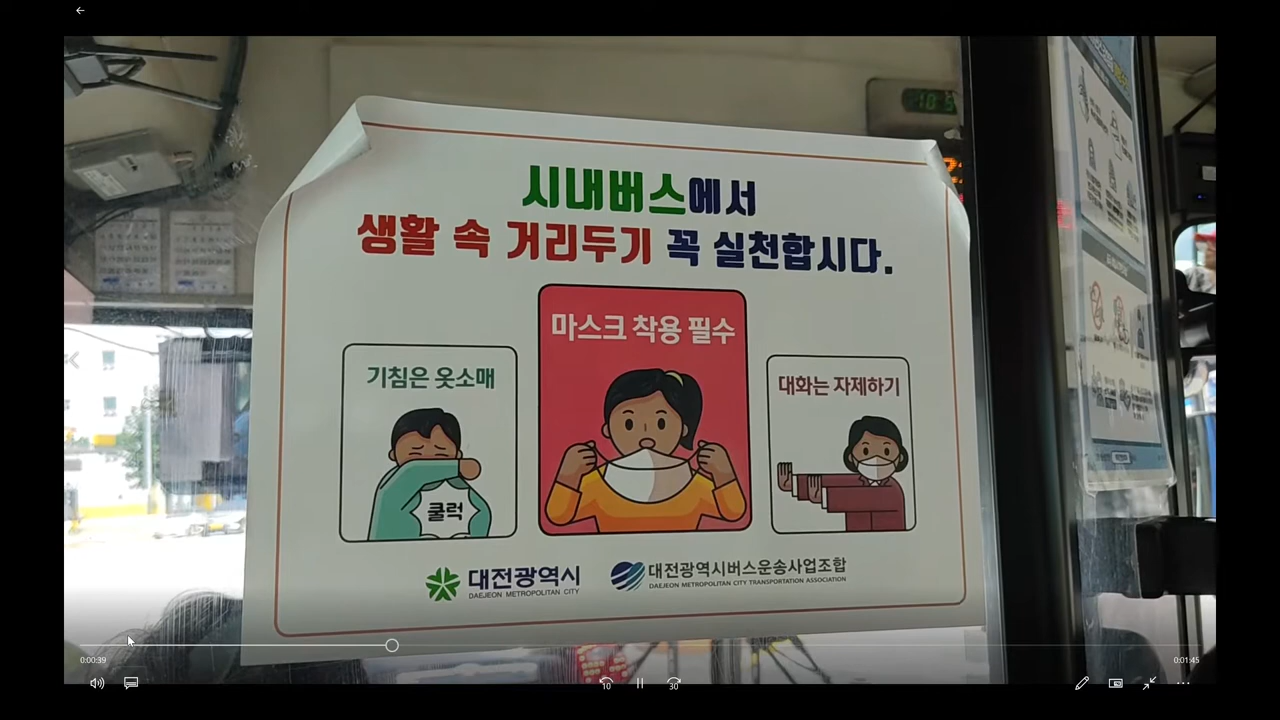 시내버스에서
생활 속 거리두기 꼭 실천합시다.
마스크 착용 필수
기침은 옷소매
대화는 자제하기
쿨럭
대전광역시
DAEJEON METROPOLITAN CITY
대전광역시버스운송사업조합
DAEJEON METROPOLITAN CITY TRANSPORTATION ASSOCIATION
0:00:39
0:01:45
10
30